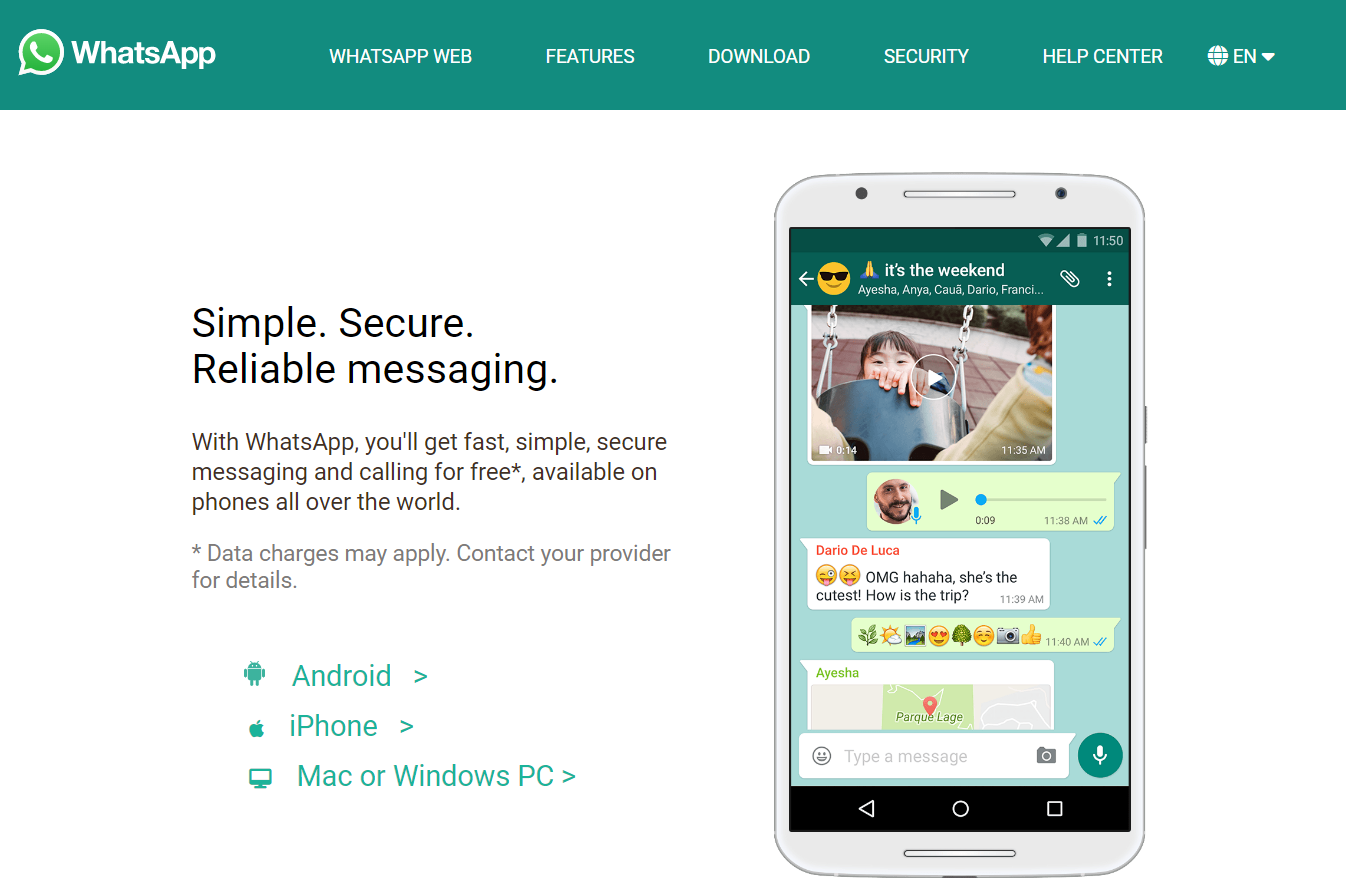 WhatsApp
WHATSAPP WEB
FEATURES
DOWNLOAD
SECURITY
HELP CENTER
EN
Simple. Secure.
Reliable messaging.
With WhatsApp, you'll get fast, simple, secure
messaging and calling for free*, available on
phones all over the world.
* Data charges may apply. Contact your provider
for details.
Android >
iPhone >
Mac or Windows PC >
11:50
🙏 it's the weekend
Ayesha, Anya, Cauã, Dario, Franci...
0:14
11:35 AM
0:09
11:38 AM
Dario De Luca
😜😝 OMG hahaha, she's the
cutest! How is the trip?
11:39 AM
🌿🌤🏞😍🌳☺️📷👍 11:40 AM
Ayesha
Parque Lage
Type a message